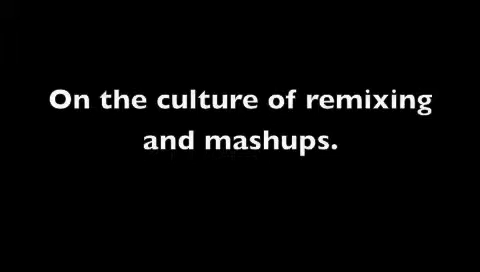 On the culture of remixing
and mashups.